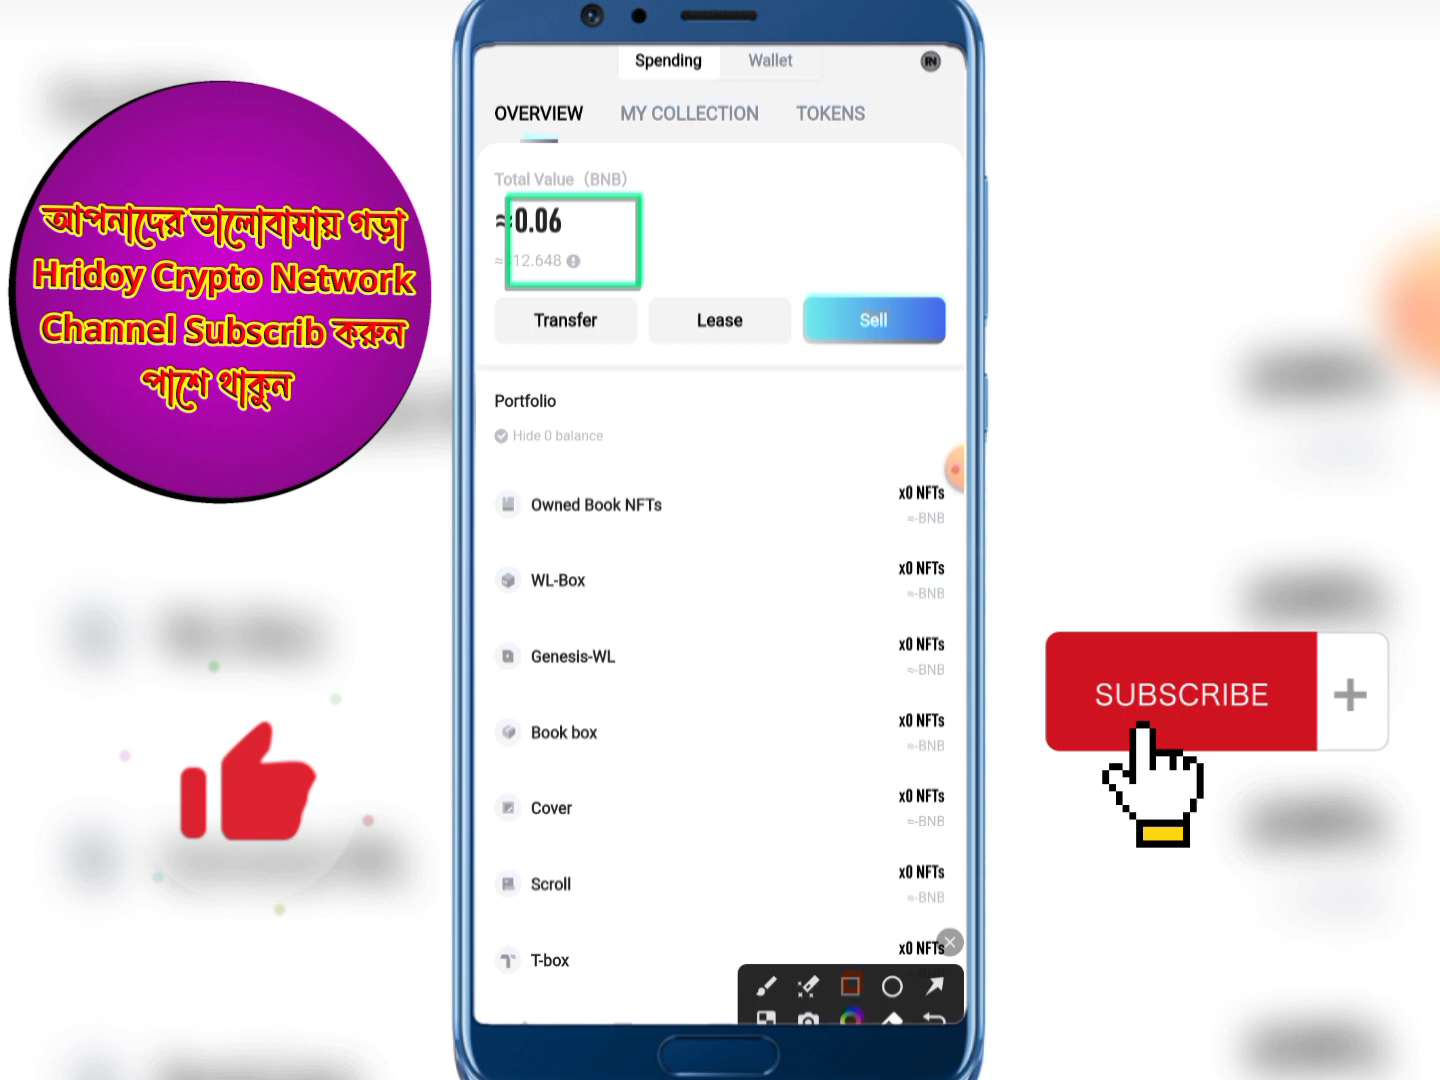 আপনাদের ভালোবাসায় গড়া
Hridoy Crypto Network
Channel Subscrib করুন
পাশে থাকুন
Spending
Wallet
OVERVIEW
MY COLLECTION
TOKENS
Total Value (BNB)
≈0.06
12.648
Transfer
Lease
Sell
Portfolio
Hide 0 balance
Owned Book NFTs
x0 NFTs
≈-BNB
WL-Box
x0 NFTs
≈-BNB
Genesis-WL
x0 NFTs
≈-BNB
Book box
x0 NFTs
≈-BNB
Cover
x0 NFTs
≈-BNB
Scroll
x0 NFTs
≈-BNB
T-box
x0 NFTs
SUBSCRIBE